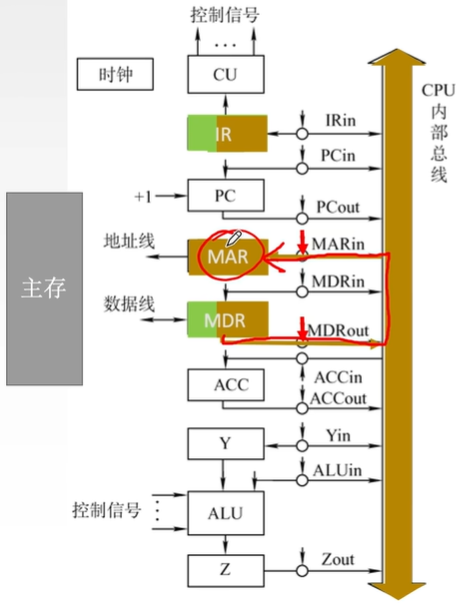 控制信号
...
时钟
CU
CPU
内
部
总
线
IR
IRin
PCin
+1
PC
PCout
地址线
MAR
MARin
主存
MDRin
数据线
MDR
MDRout
ACC
ACCin
ACCout
Y
Yin
ALUin
控制信号
ALU
Z
Zout